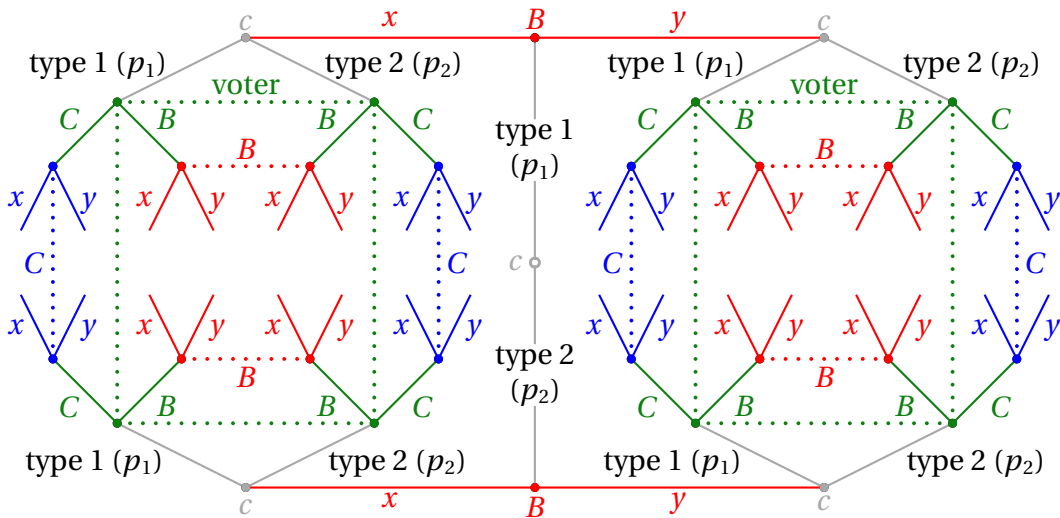 c x B y c
type 1 (p₁) type 2 (p₂) type 1 (p₁) type 2 (p₂)
voter voter
C B B C type 1 C B B C
B (p₁) B
x y x y x y x y x y x y x y x y
C C c C C
x y x y x y x y x y x y x y x y
B type 2 B
C B B C (p₂) C B B C
type 1 (p₁) type 2 (p₂) type 1 (p₁) type 2 (p₂)
c x B y c